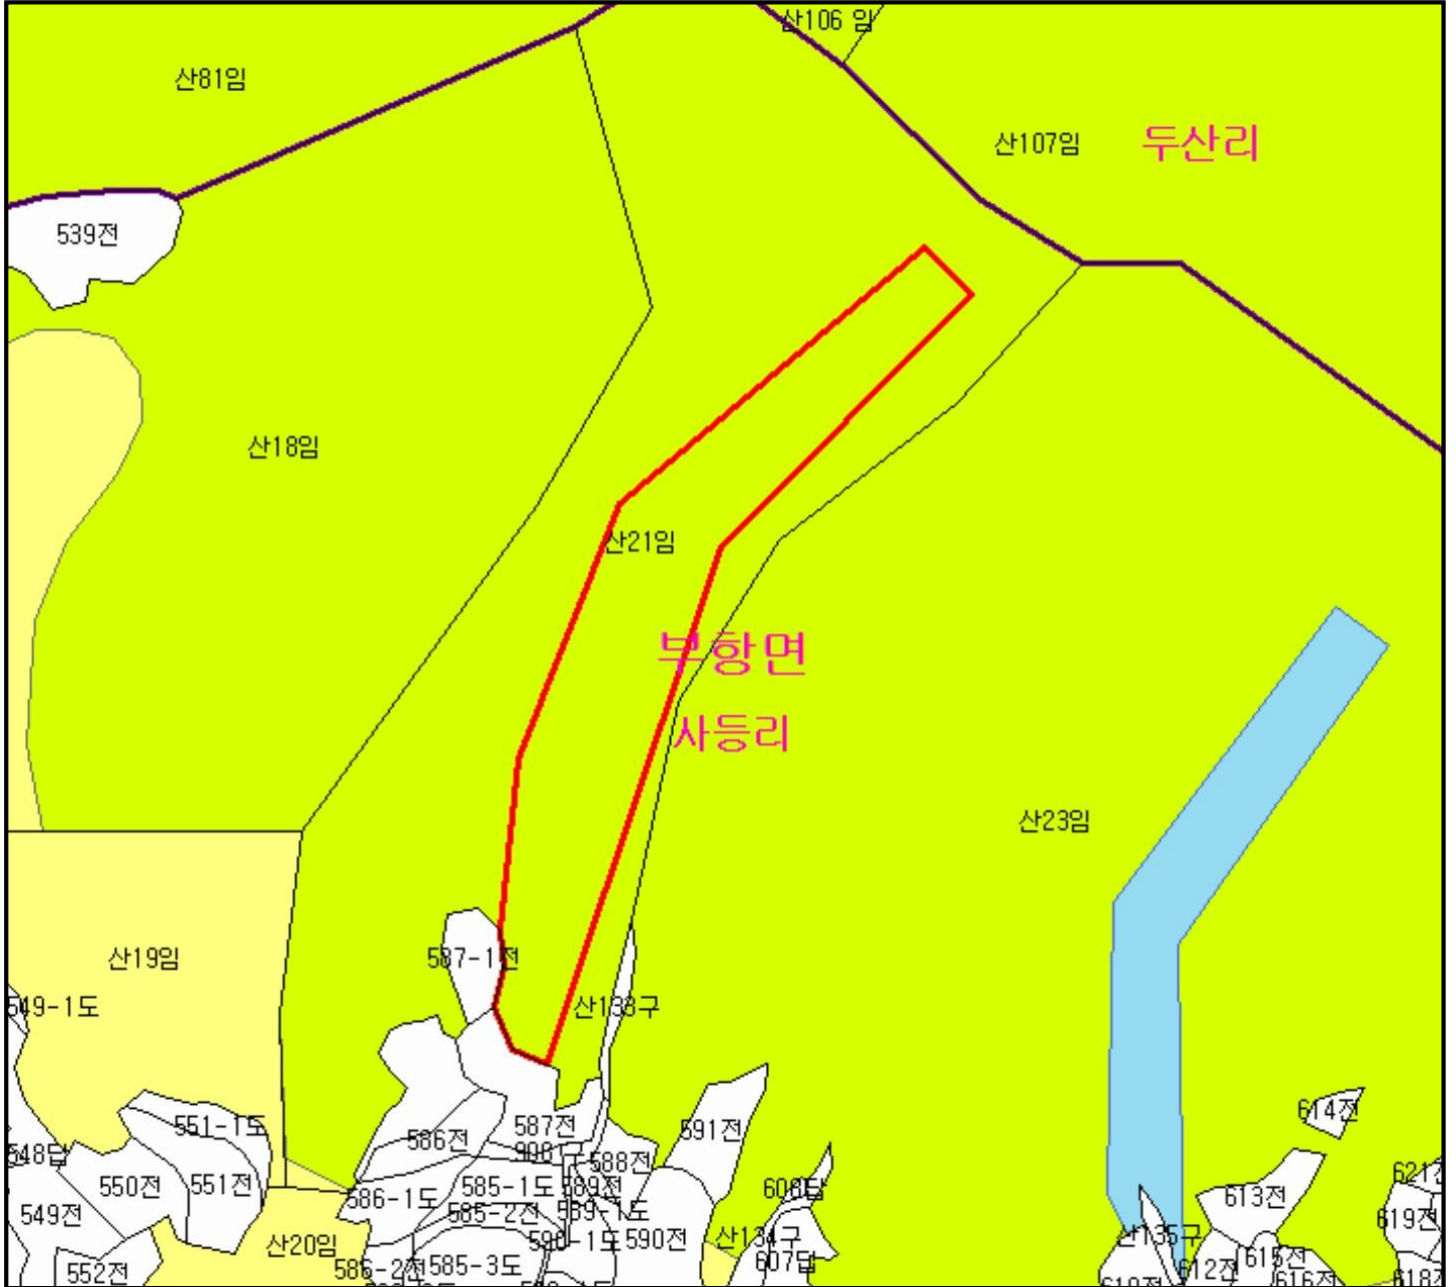 산106 임
산81임
산107임
두산리
539전
산18임
산21임
부항면
사등리
산23임
산19임
587-1전
549-1도
산133구
614전
551-1도
587전
591전
586전
548답
588전
550전
551전
586-1도
585-1도
589전
608답
613전
549전
585-2전
589-1도
619전
산20임
590-1도
590전
산134구
산135구
607답
615전
552전
586-2전
585-3도
612전
616전